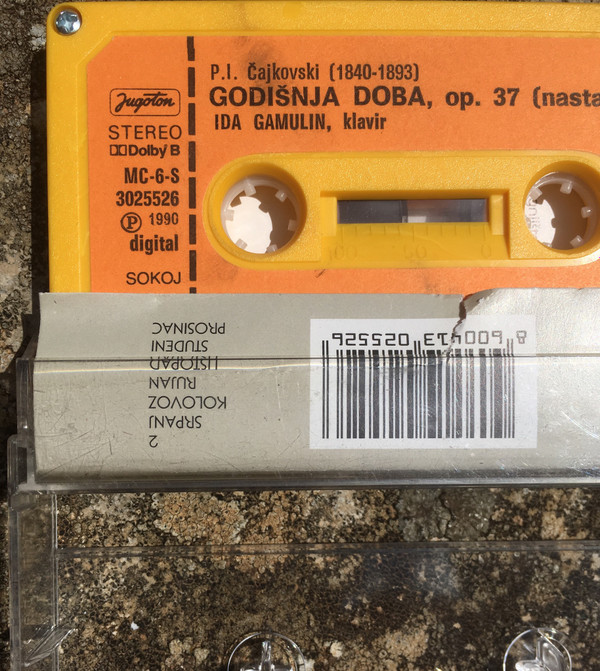 P.I. Čajkovski (1840-1893)
GODIŠNJA DOBA, op. 37 (nasta
IDA GAMULIN, klavir
Jugoton
STEREO
Dolby B
MC-6-S
3025526
Ⓟ 1990
digital
SOKOJ
2
SRPANJ
KOLOVOZ
RUJAN
LISTOPAD
STUDENI
PROSINAC
8 600413 025526